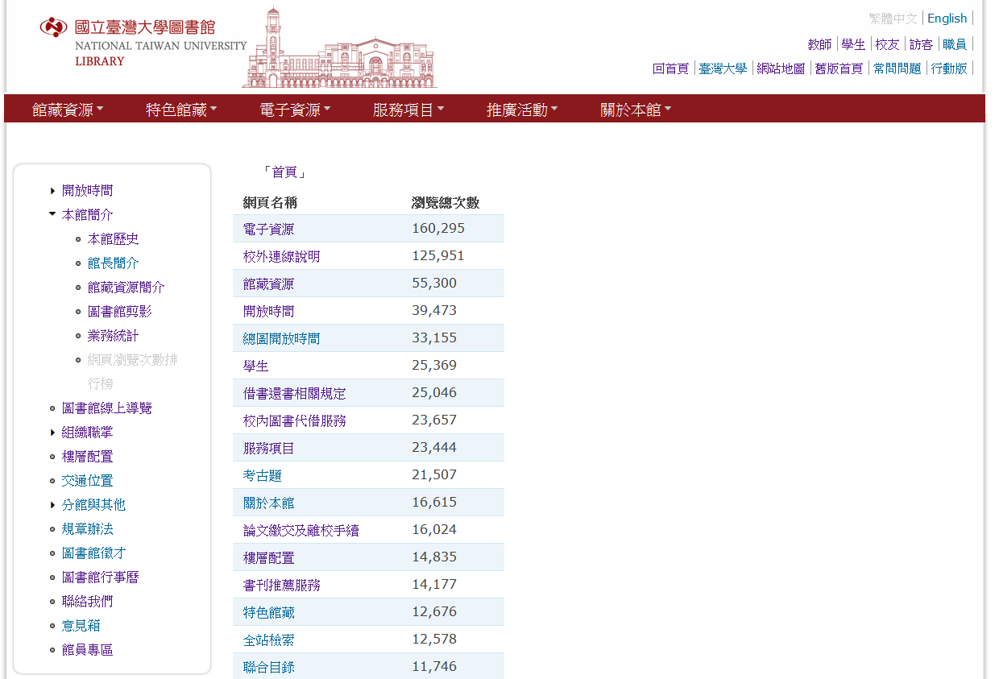 國立臺灣大學圖書館
NATIONAL TAIWAN UNIVERSITY
LIBRARY
繁體中文 English
教師 學生 校友 訪客 職員
回首頁 臺灣大學 網站地圖 舊版首頁 常問問題 行動版
館藏資源 特色館藏 電子資源 服務項目 推廣活動 關於本館
開放時間
本館簡介
本館歷史
館長簡介
館藏資源簡介
圖書館剪影
業務統計
網頁瀏覽次數排
行榜
圖書館線上導覽
組織職掌
樓層配置
交通位置
分館與其他
規章辦法
圖書館徵才
圖書館行事曆
聯絡我們
意見箱
館員專區
「首頁」
網頁名稱 瀏覽總次數
電子資源 160,295
校外連線說明 125,951
館藏資源 55,300
開放時間 39,473
總圖開放時間 33,155
學生 25,369
借書還書相關規定 25,046
校內圖書代借服務 23,657
服務項目 23,444
考古題 21,507
關於本館 16,615
論文繳交及離校手續 16,024
樓層配置 14,835
書刊推薦服務 14,177
特色館藏 12,676
全站檢索 12,578
聯合目錄 11,746